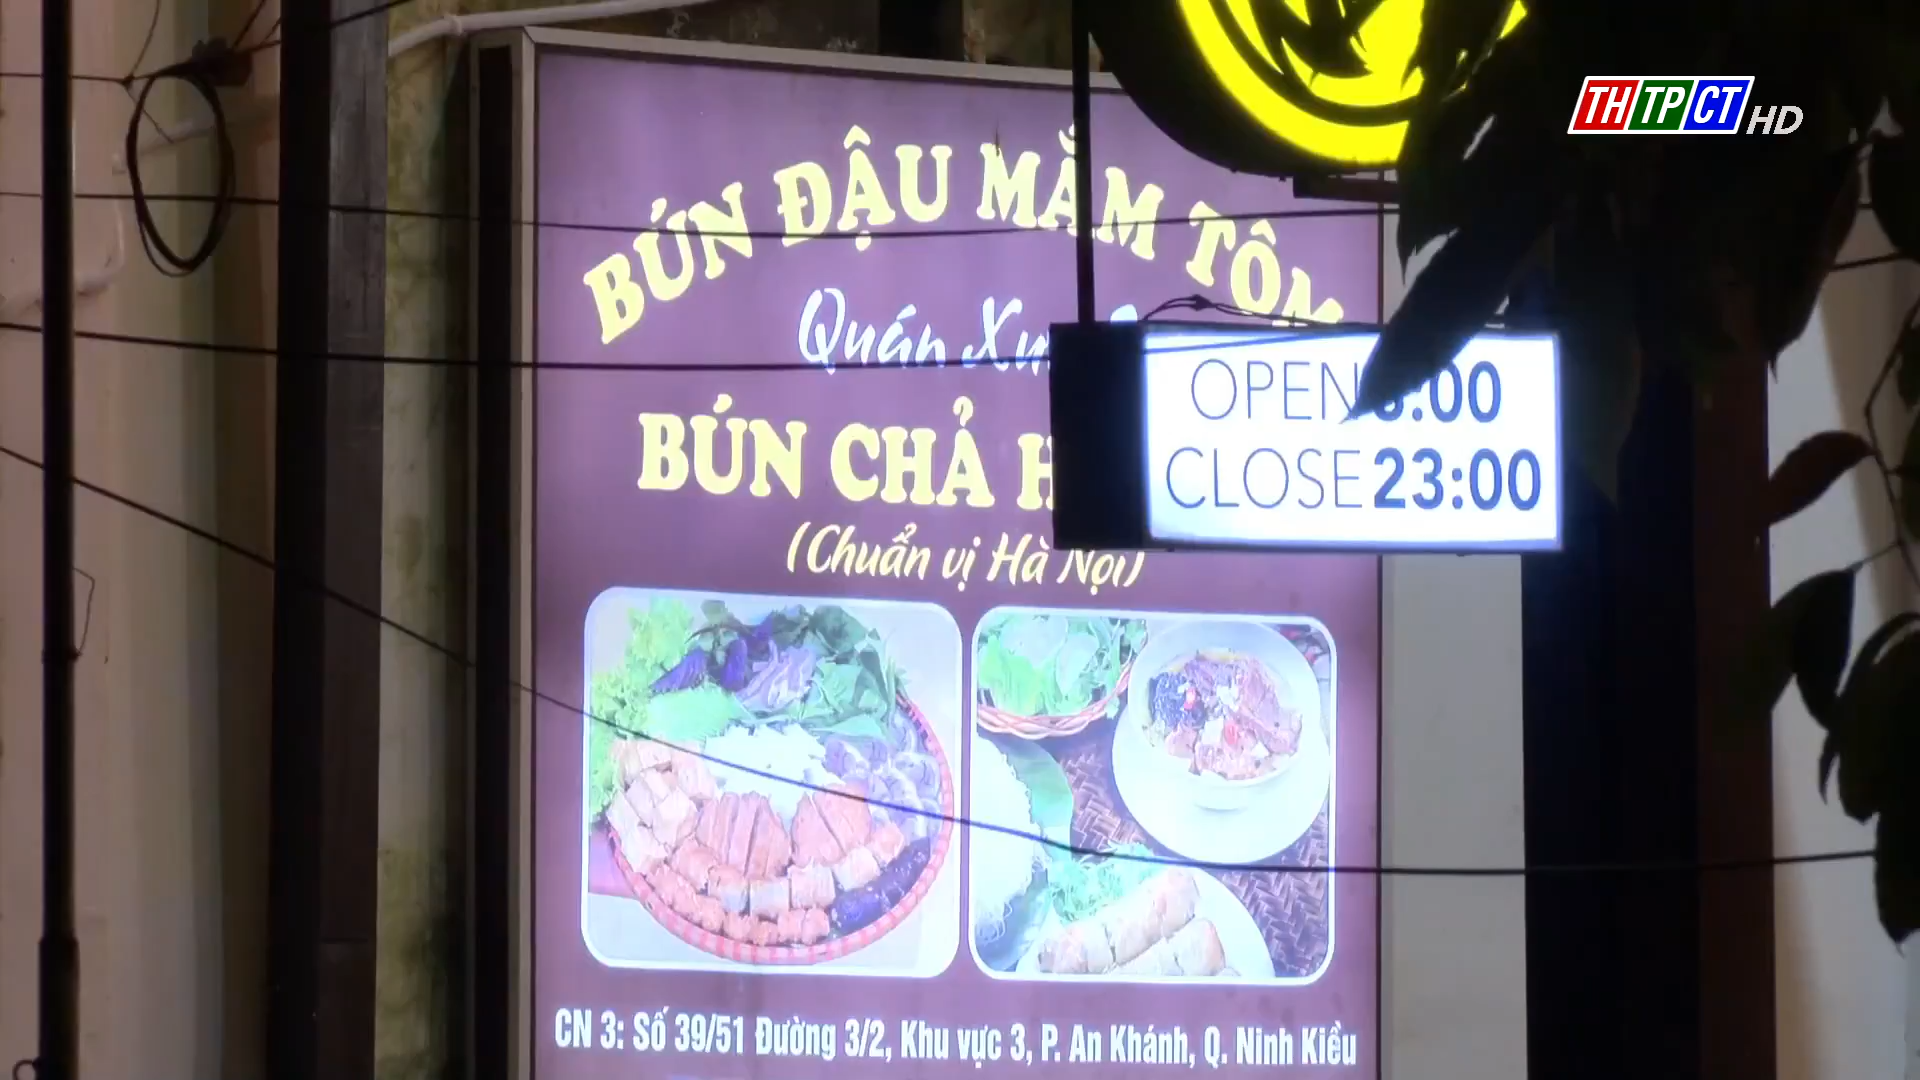 THTPCT HD
BÚN ĐẬU MẮM TÔM
Quán
BÚN CHẢ
(Chuẩn vị Hà Nội)
OPEN
CLOSE 23:00
CN 3: Số 39/51 Đường 3/2, Khu vực 3, P. An Khánh, Q. Ninh Kiều